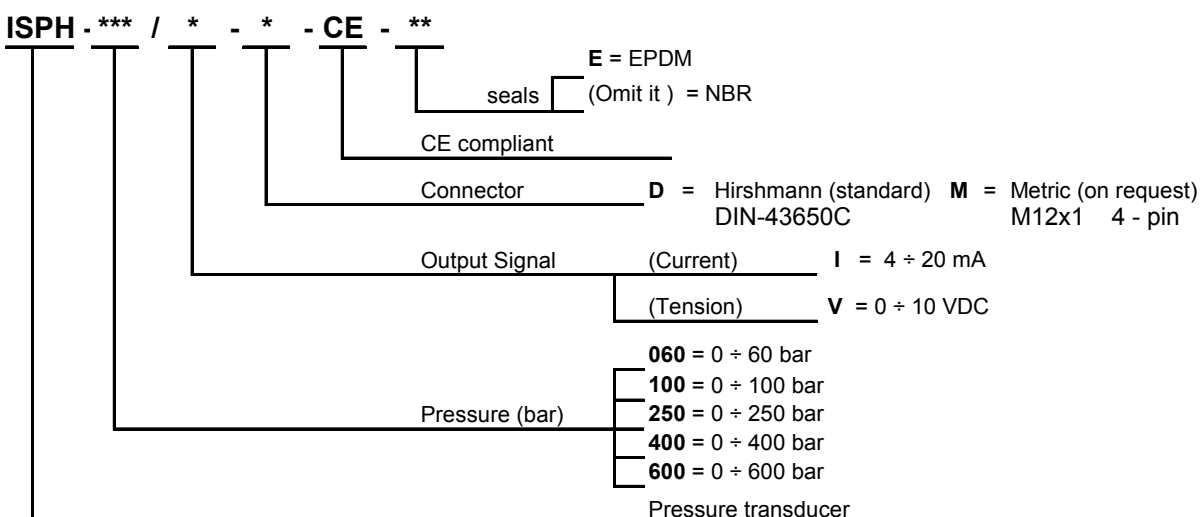 ISPH - *** / * - * - CE - **
E = EPDM
seals (Omit it ) = NBR
CE compliant
Connector D = Hirshmann (standard) M = Metric (on request)
DIN-43650C M12x1 4 - pin
Output Signal (Current) I = 4 ÷ 20 mA
(Tension) V = 0 ÷ 10 VDC
060 = 0 ÷ 60 bar
100 = 0 ÷ 100 bar
Pressure (bar) 250 = 0 ÷ 250 bar
400 = 0 ÷ 400 bar
600 = 0 ÷ 600 bar
Pressure transducer